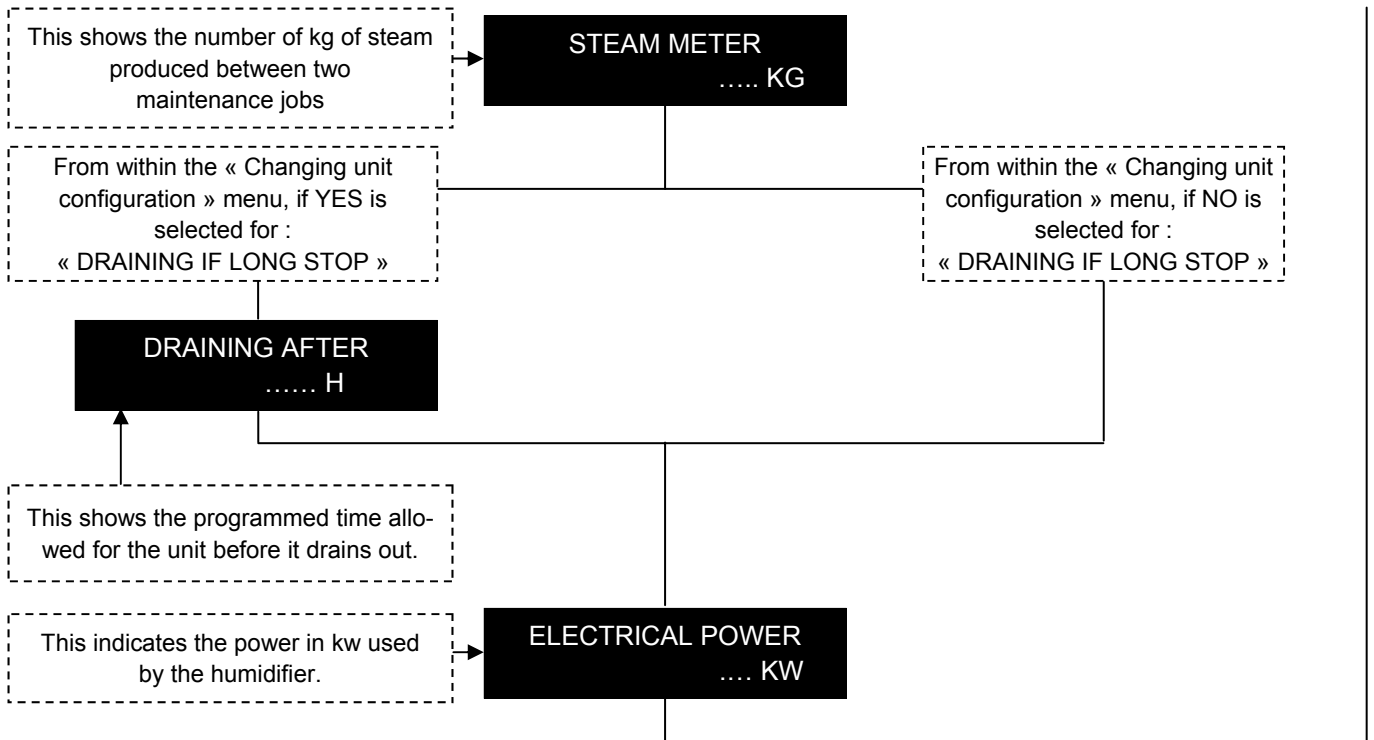 This shows the number of kg of steam
produced between two
maintenance jobs
STEAM METER
….. KG
From within the « Changing unit
configuration » menu, if YES is
selected for :
« DRAINING IF LONG STOP »
From within the « Changing unit
configuration » menu, if NO is
selected for :
« DRAINING IF LONG STOP »
DRAINING AFTER
…… H
This shows the programmed time allo-
wed for the unit before it drains out.
This indicates the power in kw used
by the humidifier.
ELECTRICAL POWER
…. KW